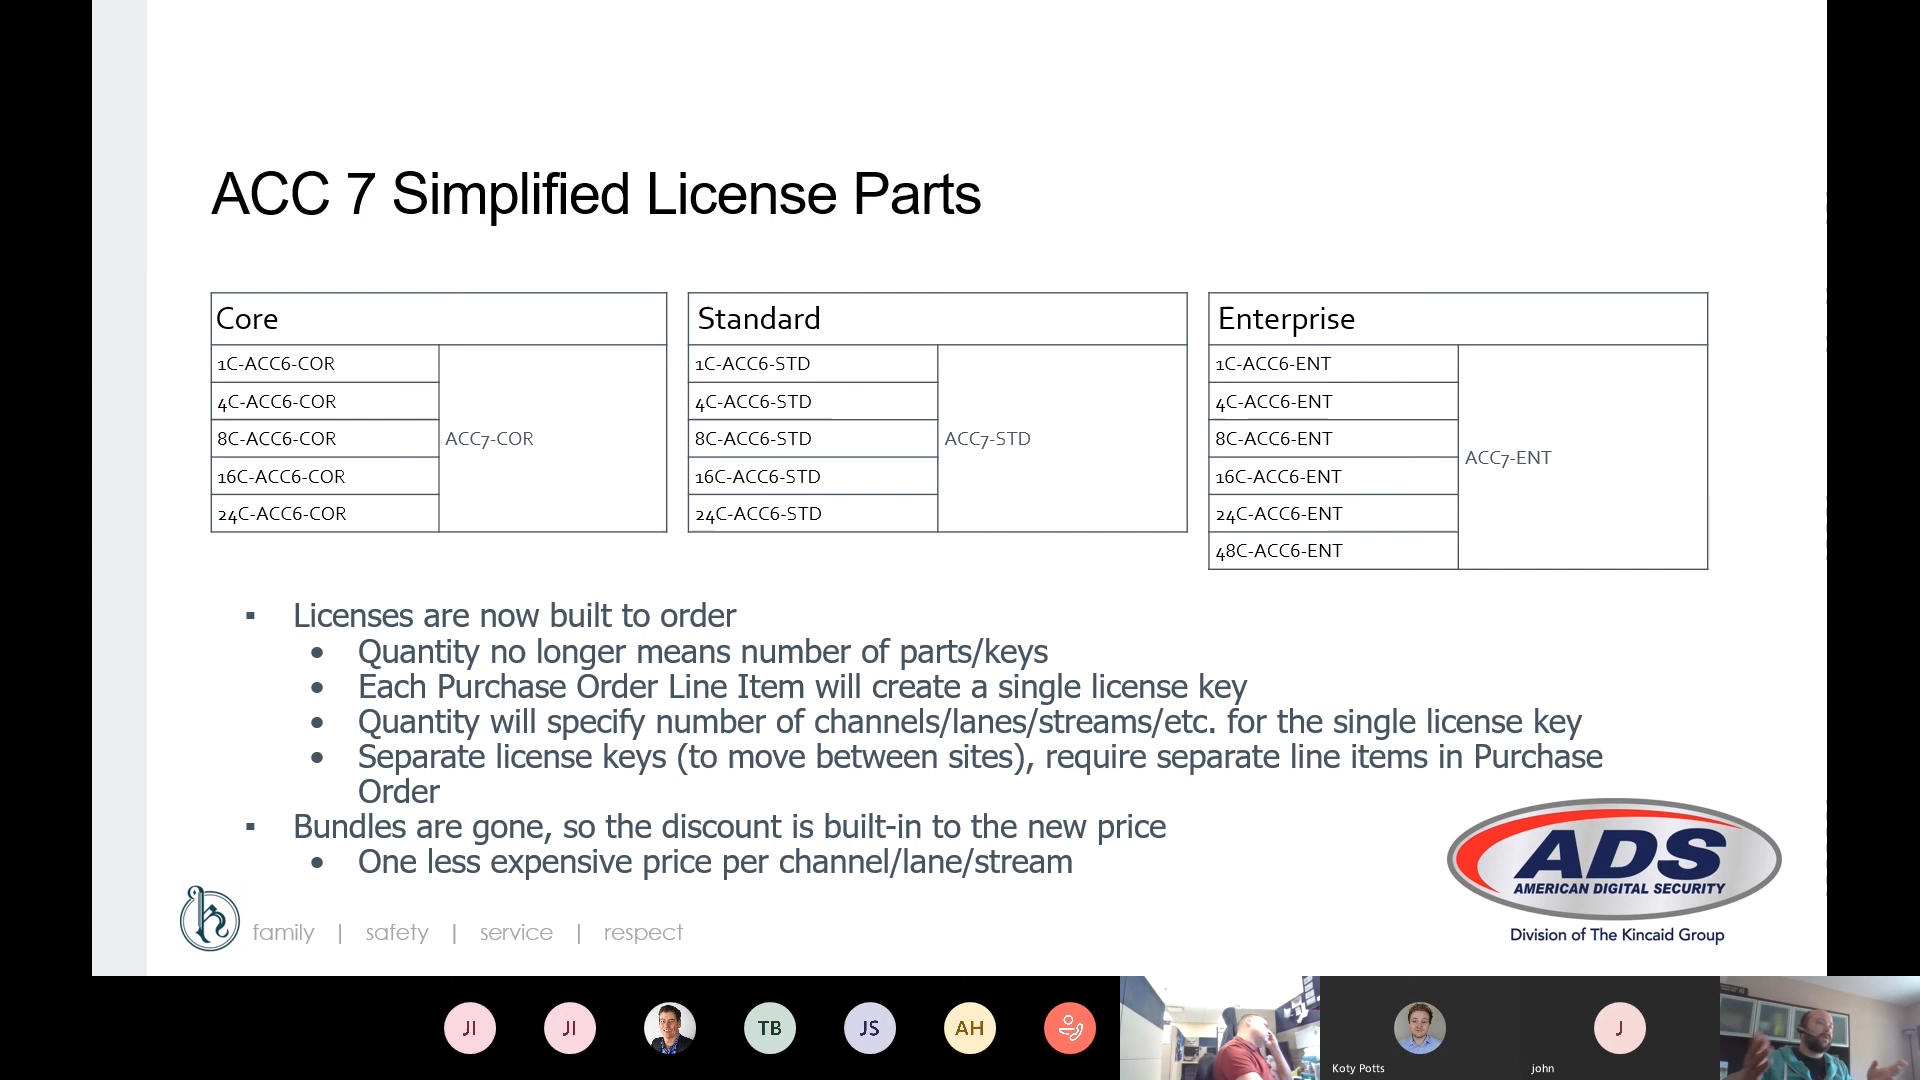 ACC 7 Simplified License Parts
Core
1C-ACC6-COR
4C-ACC6-COR
8C-ACC6-COR
16C-ACC6-COR
24C-ACC6-COR
ACC7-COR
Standard
1C-ACC6-STD
4C-ACC6-STD
8C-ACC6-STD
16C-ACC6-STD
24C-ACC6-STD
ACC7-STD
Enterprise
1C-ACC6-ENT
4C-ACC6-ENT
8C-ACC6-ENT
16C-ACC6-ENT
24C-ACC6-ENT
48C-ACC6-ENT
ACC7-ENT
▪ Licenses are now built to order
• Quantity no longer means number of parts/keys
• Each Purchase Order Line Item will create a single license key
• Quantity will specify number of channels/lanes/streams/etc. for the single license key
• Separate license keys (to move between sites), require separate line items in Purchase
Order
▪ Bundles are gone, so the discount is built-in to the new price
• One less expensive price per channel/lane/stream
h
family | safety | service | respect
ADS
AMERICAN DIGITAL SECURITY
Division of The Kincaid Group
JI
JI
TB
JS
AH
Koty Potts
J
john